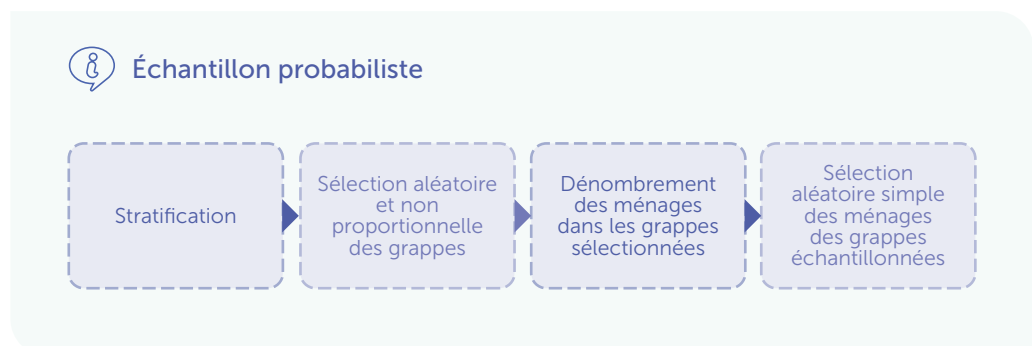 Échantillon probabiliste
Stratification
Sélection aléatoire
et non
proportionnelle
des grappes
Dénombrement
des ménages
dans les grappes
sélectionnées
Sélection
aléatoire simple
des ménages
des grappes
échantillonnées